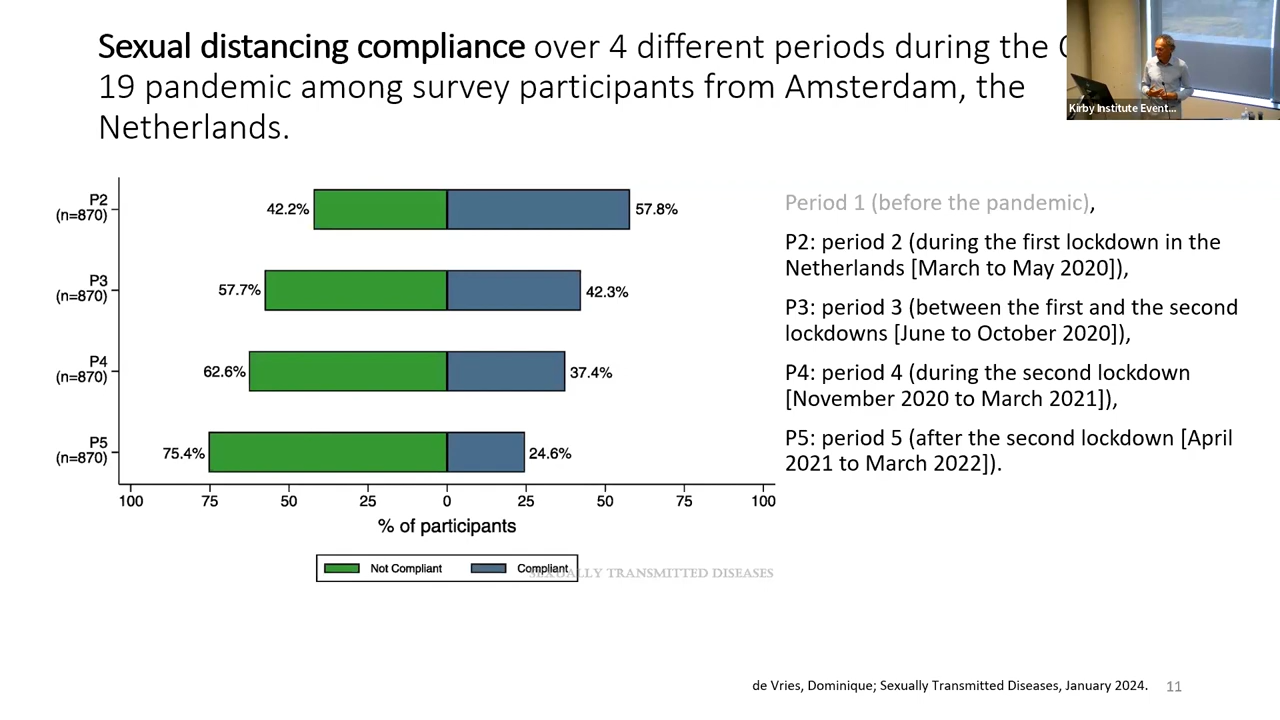 Sexual distancing compliance over 4 different periods during the
19 pandemic among survey participants from Amsterdam, the
Netherlands.
Kirby Institute Event...
P2
(n=870)
42.2%
57.8%
P3
(n=870)
57.7%
42.3%
P4
(n=870)
62.6%
37.4%
P5
(n=870)
75.4%
24.6%
100 75 50 25 0 25 50 75 100
% of participants
Not Compliant Compliant
SEXUALLY TRANSMITTED DISEASES
Period 1 (before the pandemic),
P2: period 2 (during the first lockdown in the
Netherlands [March to May 2020]),
P3: period 3 (between the first and the second
lockdowns [June to October 2020]),
P4: period 4 (during the second lockdown
[November 2020 to March 2021]),
P5: period 5 (after the second lockdown [April
2021 to March 2022]).
de Vries, Dominique; Sexually Transmitted Diseases, January 2024.
11